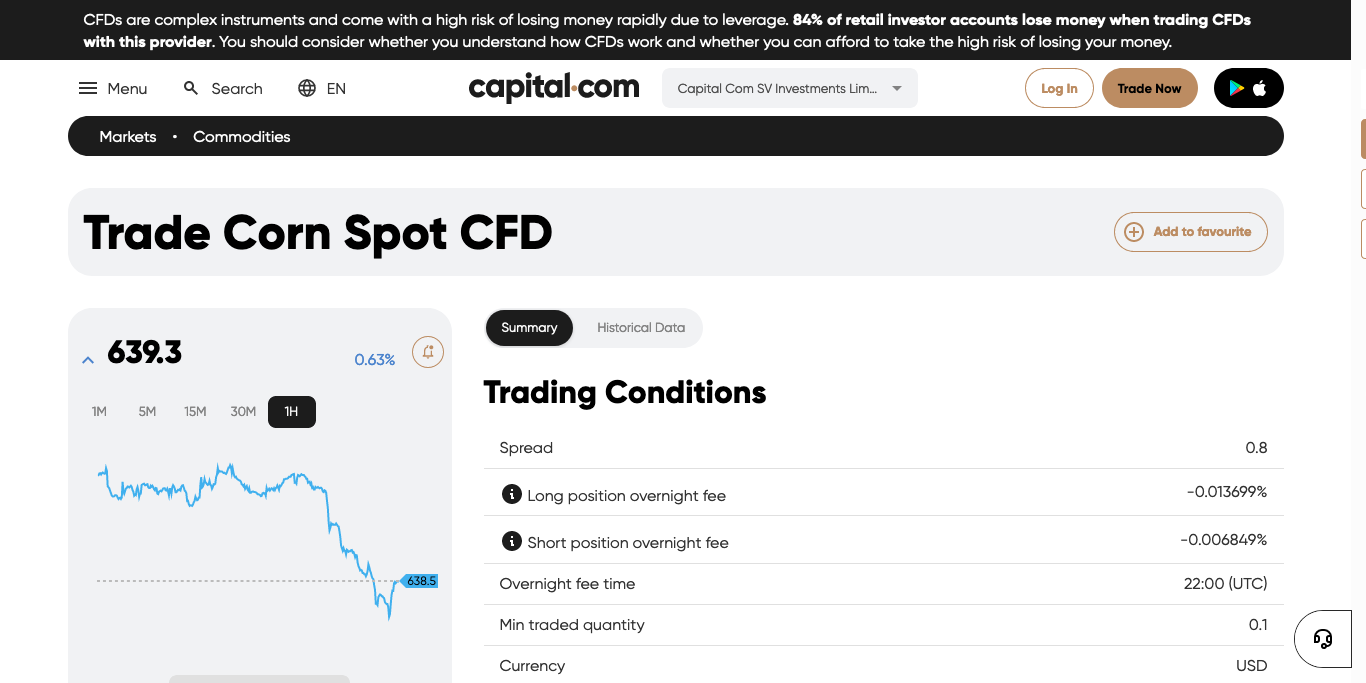 CFDs are complex instruments and come with a high risk of losing money rapidly due to leverage. 84% of retail investor accounts lose money when trading CFDs
with this provider. You should consider whether you understand how CFDs work and whether you can afford to take the high risk of losing your money.
Menu Search EN capital.com Capital Com SV Investments Lim... Log In Trade Now
Markets • Commodities
Trade Corn Spot CFD Add to favourite
639.3 0.63%
1M 5M 15M 30M 1H
638.5
Summary Historical Data
Trading Conditions
Spread 0.8
Long position overnight fee -0.013699%
Short position overnight fee -0.006849%
Overnight fee time 22:00 (UTC)
Min traded quantity 0.1
Currency USD